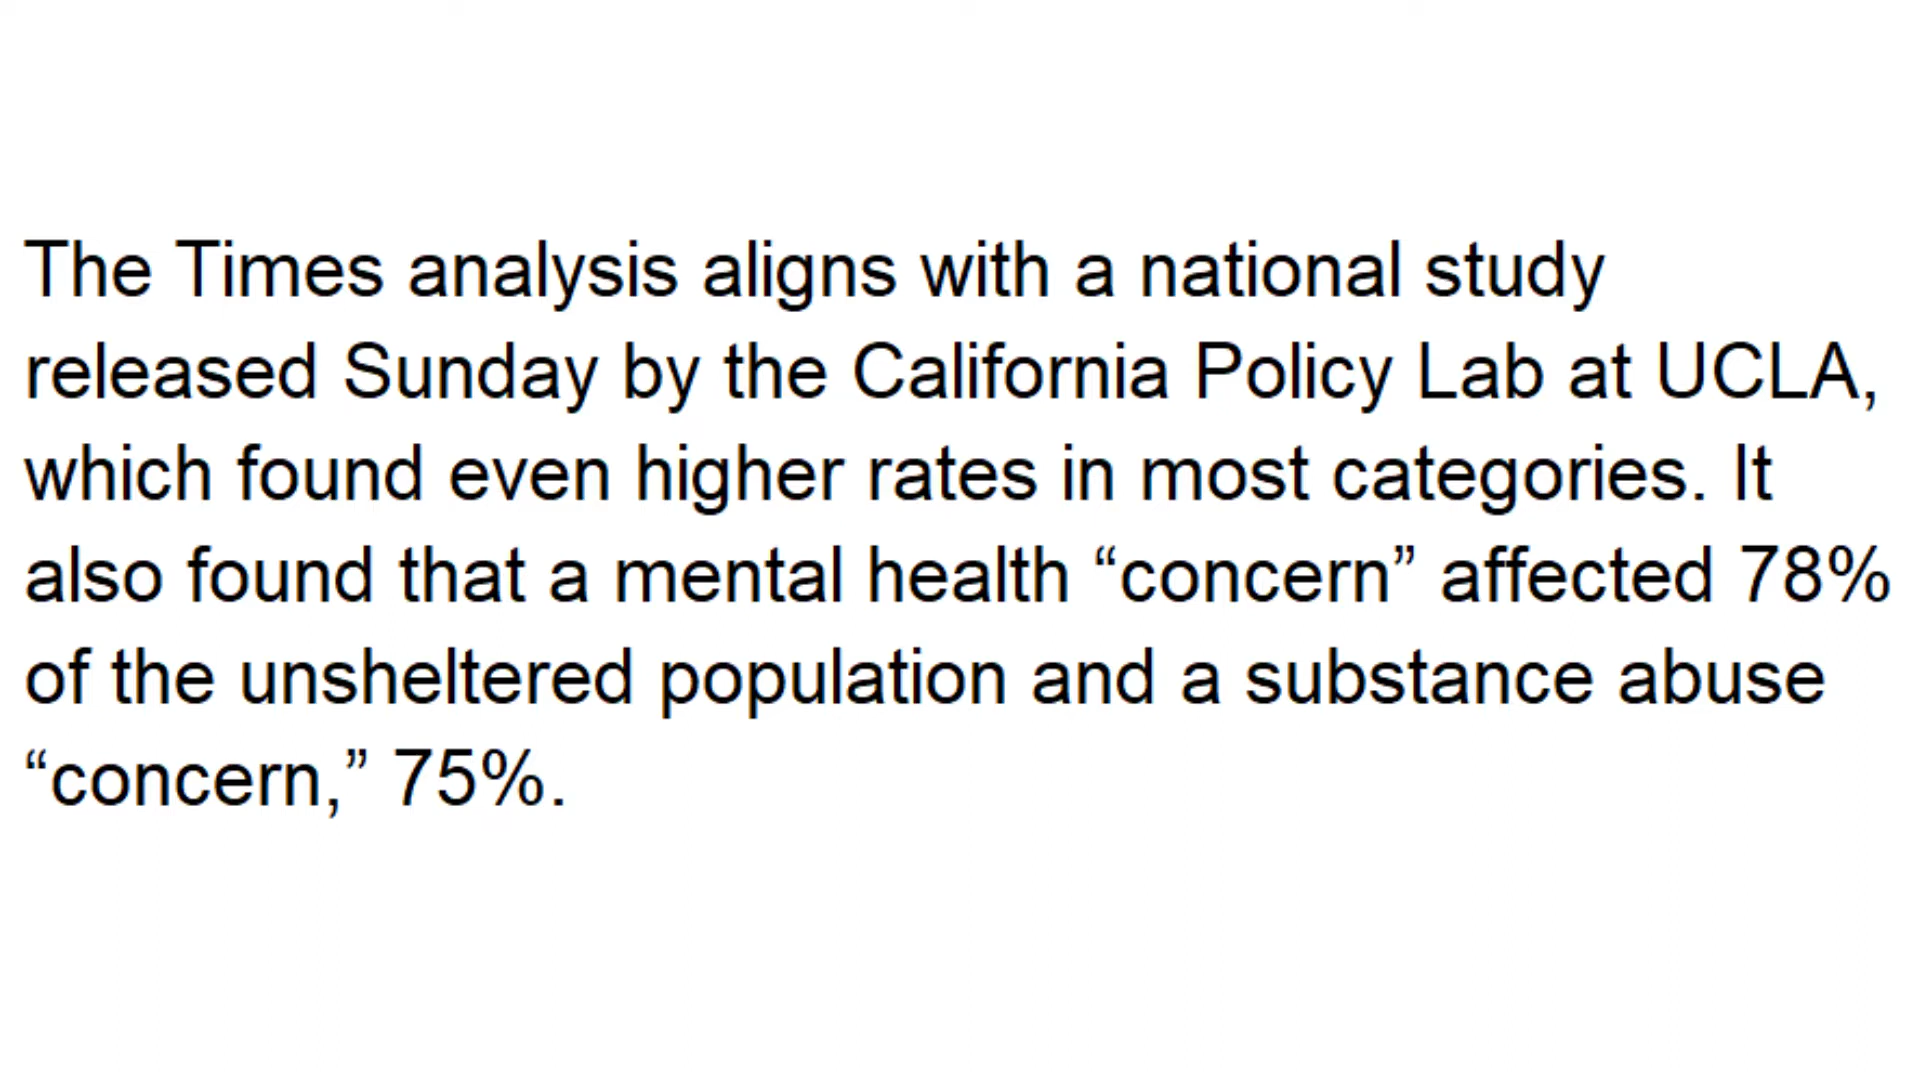 The Times analysis aligns with a national study
released Sunday by the California Policy Lab at UCLA,
which found even higher rates in most categories. It
also found that a mental health “concern” affected 78%
of the unsheltered population and a substance abuse
“concern,” 75%.